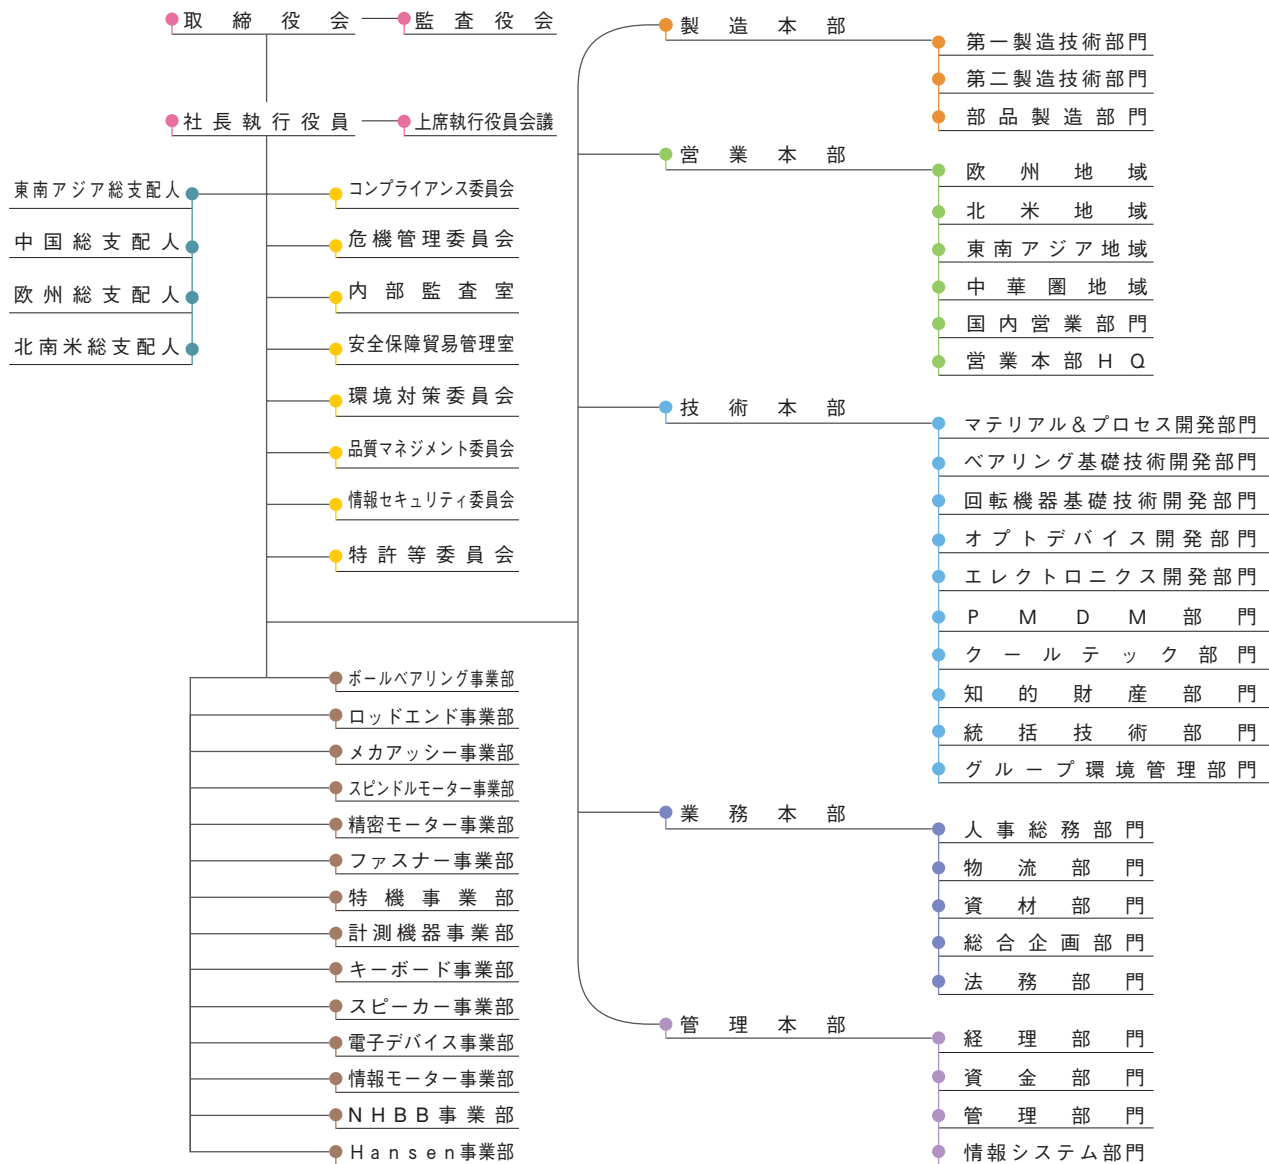 取締役会
監査役会
社長執行役員
上席執行役員会議
東南アジア総支配人
中国総支配人
欧州総支配人
北南米総支配人
コンプライアンス委員会
危機管理委員会
内部監査室
安全保障貿易管理室
環境対策委員会
品質マネジメント委員会
情報セキュリティ委員会
特許等委員会
ボールベアリング事業部
ロッドエンド事業部
メカアッシー事業部
スピンドルモーター事業部
精密モーター事業部
ファスナー事業部
特機事業部
計測機器事業部
キーボード事業部
スピーカー事業部
電子デバイス事業部
情報モーター事業部
NHBB事業部
Hansen事業部
製造本部
第一製造技術部門
第二製造技術部門
部品製造部門
営業本部
欧州地域
北米地域
東南アジア地域
中華圏地域
国内営業部門
営業本部HQ
技術本部
マテリアル＆プロセス開発部門
ベアリング基礎技術開発部門
回転機器基礎技術開発部門
オプトデバイス開発部門
エレクトロニクス開発部門
PMDM部門
クールテック部門
知的財産部門
統括技術部門
グループ環境管理部門
業務本部
人事総務部門
物流部門
資材部門
総合企画部門
法務部門
管理本部
経理部門
資金部門
管理部門
情報システム部門